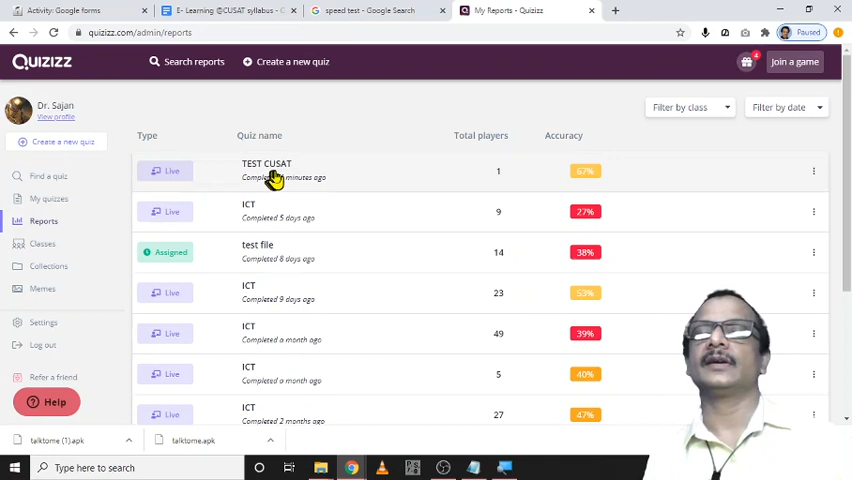 Activity: Google forms
E- Learning @CUSAT syllabus -
speed test - Google Search
My Reports - Quizizz
quizizz.com/admin/reports
Paused
QUIZIZZ
Search reports
Create a new quiz
4
Join a game
Dr. Sajan
View profile
Create a new quiz
Find a quiz
My quizzes
Reports
Classes
Collections
Memes
Settings
Log out
Refer a friend
Help
Filter by class
Filter by date
Type Quiz name Total players Accuracy
Live TEST CUSAT 1 67%
minutes ago
Live ICT 9 27%
Completed 5 days ago
Assigned test file 14 38%
Completed 8 days ago
Live ICT 23 53%
Completed 9 days ago
Live ICT 49 39%
Completed a month ago
Live ICT 5 40%
Completed a month ago
Live ICT 27 47%
Completed 2 months ago
talktome (1).apk
talktome.apk
Type here to search